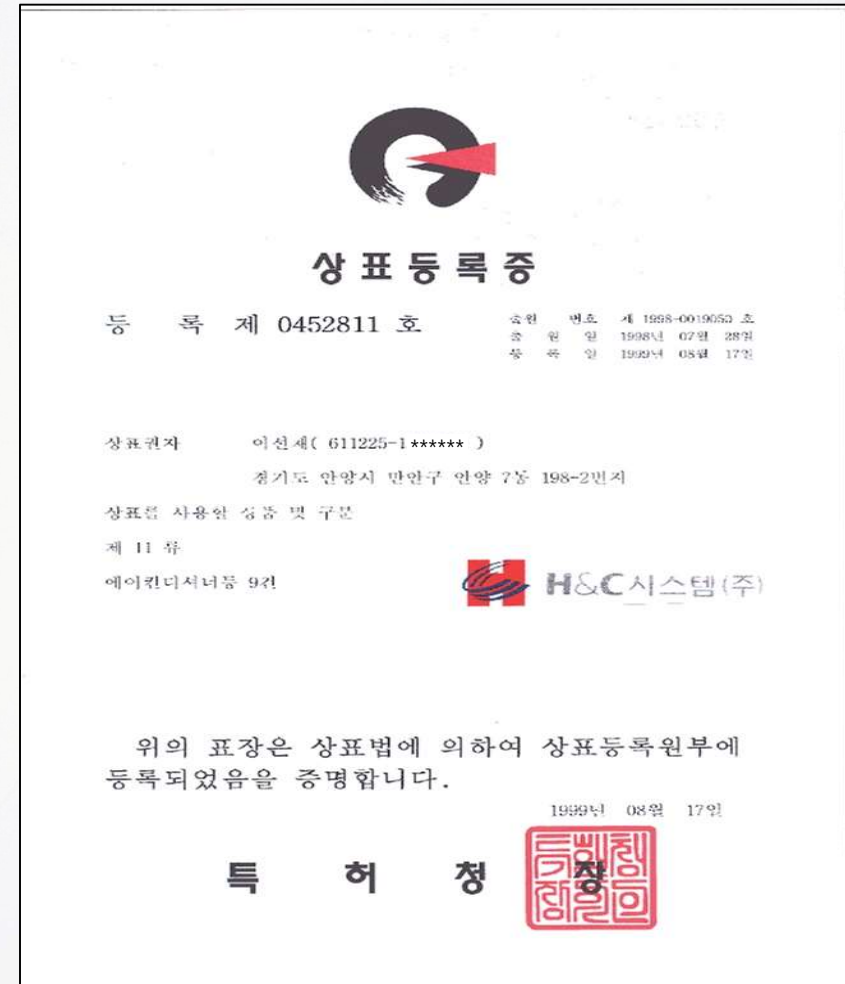 상표등록증
등 록 제 0452811 호
출원 번호 제 1998-0019050 호
출 원 일 1998년 07월 28일
등 록 일 1999년 08월 17일
상표권자 이선재( 611225-1****** )
경기도 안양시 만안구 안양 7동 198-2번지
상표를 사용할 상품 및 구분
제 11 류
에어컨디셔너등 9건
H&C시스템(주)
위의 표장은 상표법에 의하여 상표등록원부에
등록되었음을 증명합니다.
1999년 08월 17일
특 허 청 장